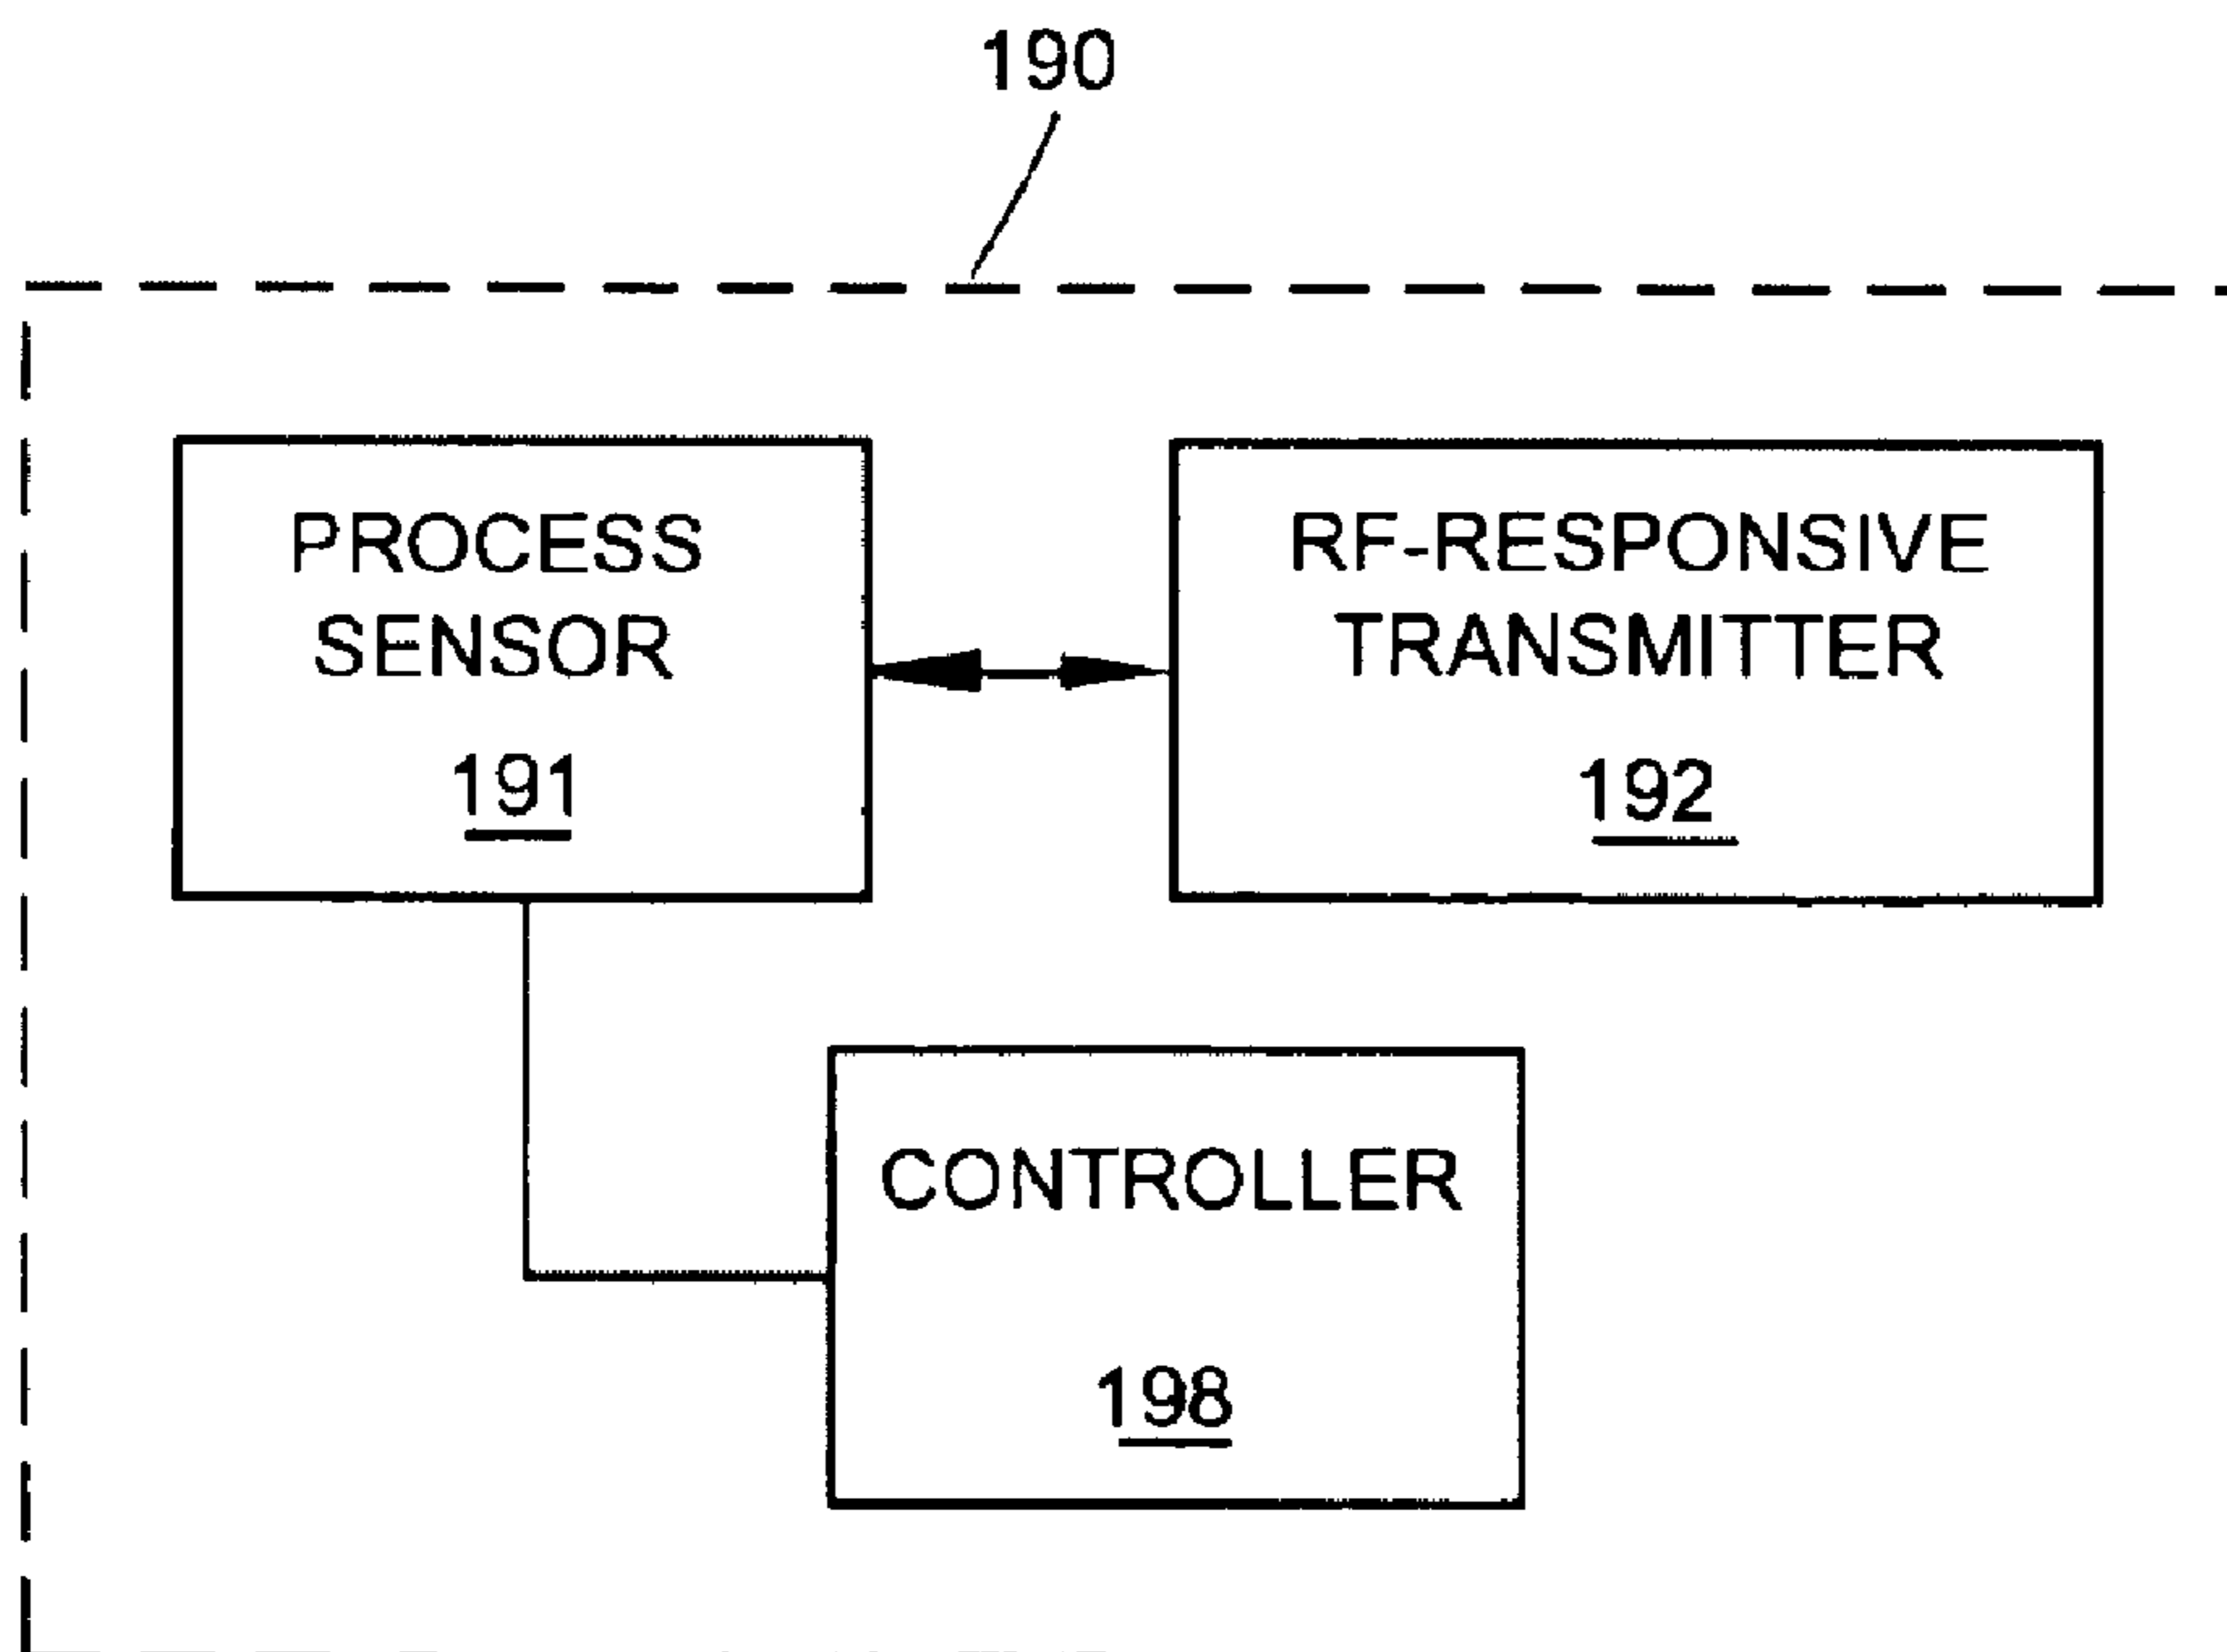 190
PROCESS
SENSOR
191
RF-RESPONSIVE
TRANSMITTER
192
CONTROLLER
198